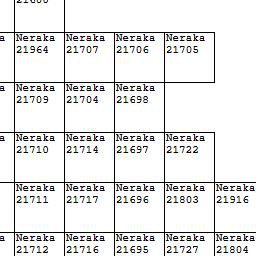 21600
a Neraka Neraka Neraka Neraka
21964 21707 21706 21705
a Neraka Neraka Neraka
21709 21704 21698
a Neraka Neraka Neraka Neraka
21710 21714 21697 21722
Neraka Neraka Neraka Neraka Neraka
21711 21717 21696 21803 21916
a Neraka Neraka Neraka Neraka Neraka
21712 21716 21695 21727 21804